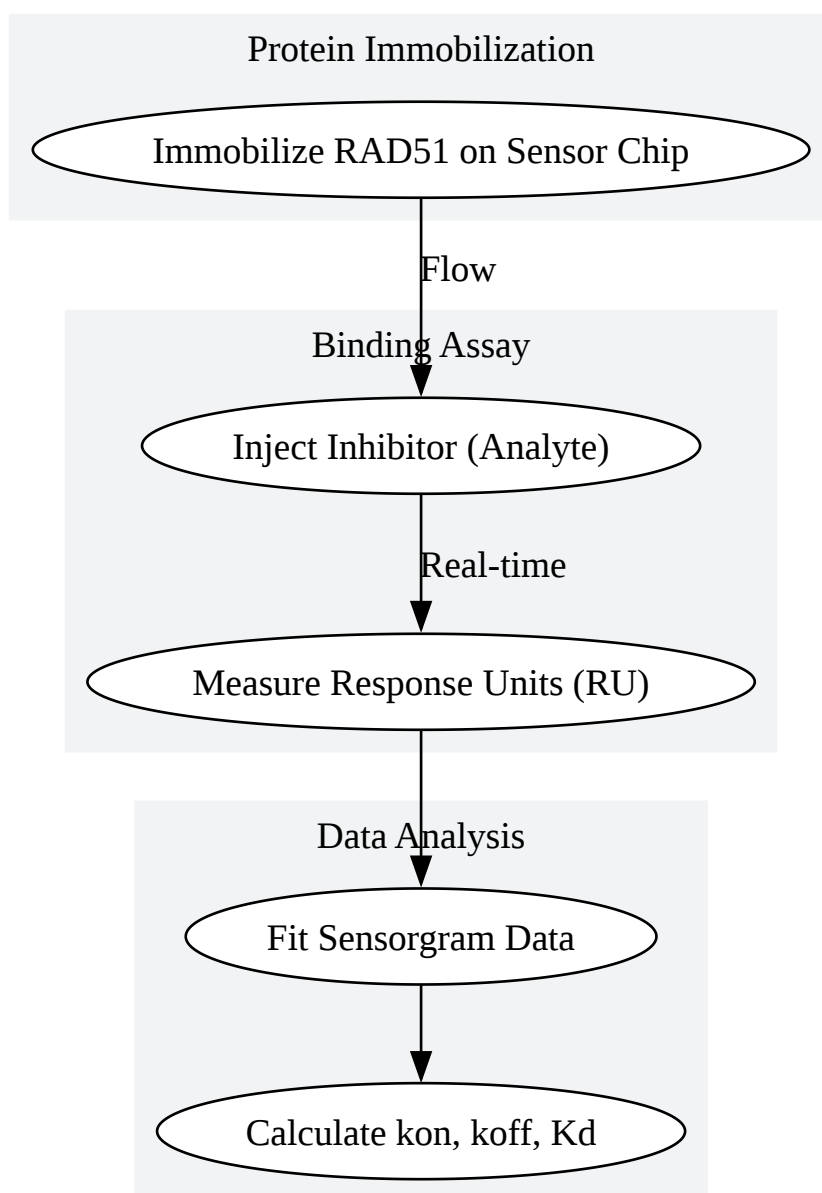 Protein Immobilization
Immobilize RAD51 on Sensor Chip
Flow
Binding Assay
Inject Inhibitor (Analyte)
Real-time
Measure Response Units (RU)
Data Analysis
Fit Sensorgram Data
Calculate kon, koff, Kd